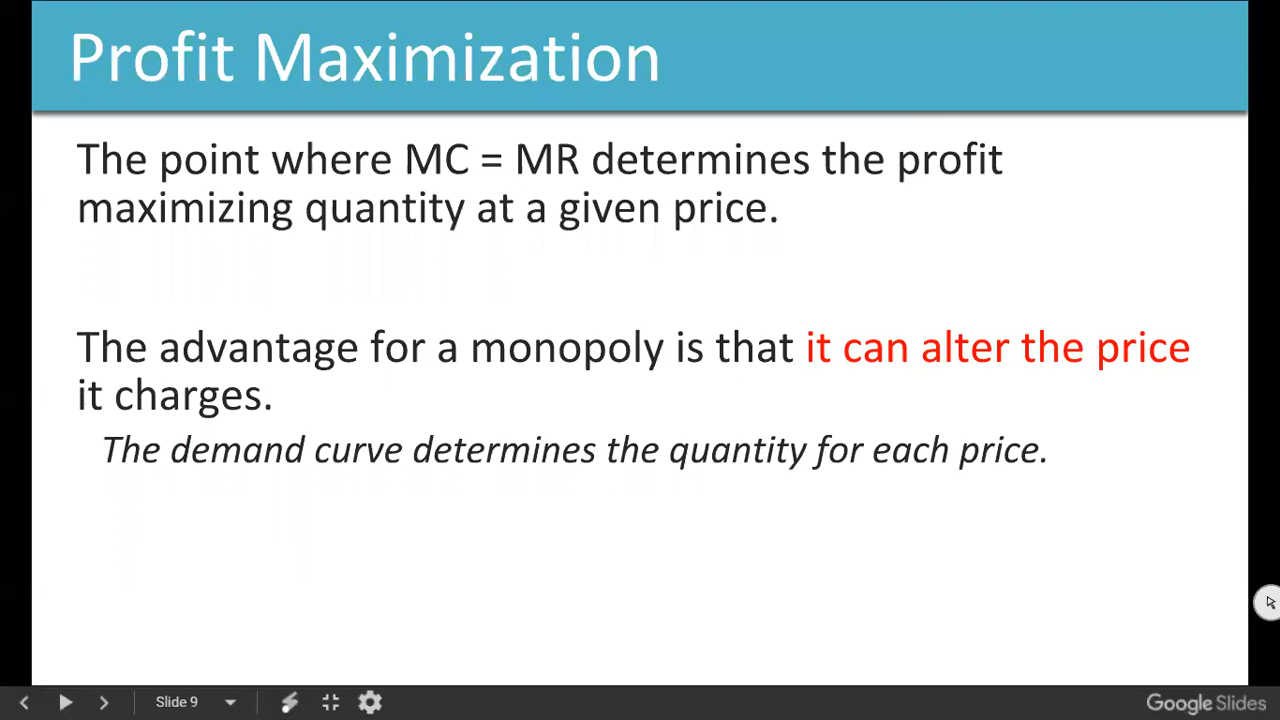 Profit Maximization
The point where MC = MR determines the profit
maximizing quantity at a given price.
The advantage for a monopoly is that it can alter the price
it charges.
The demand curve determines the quantity for each price.
Slide 9
Google Slides